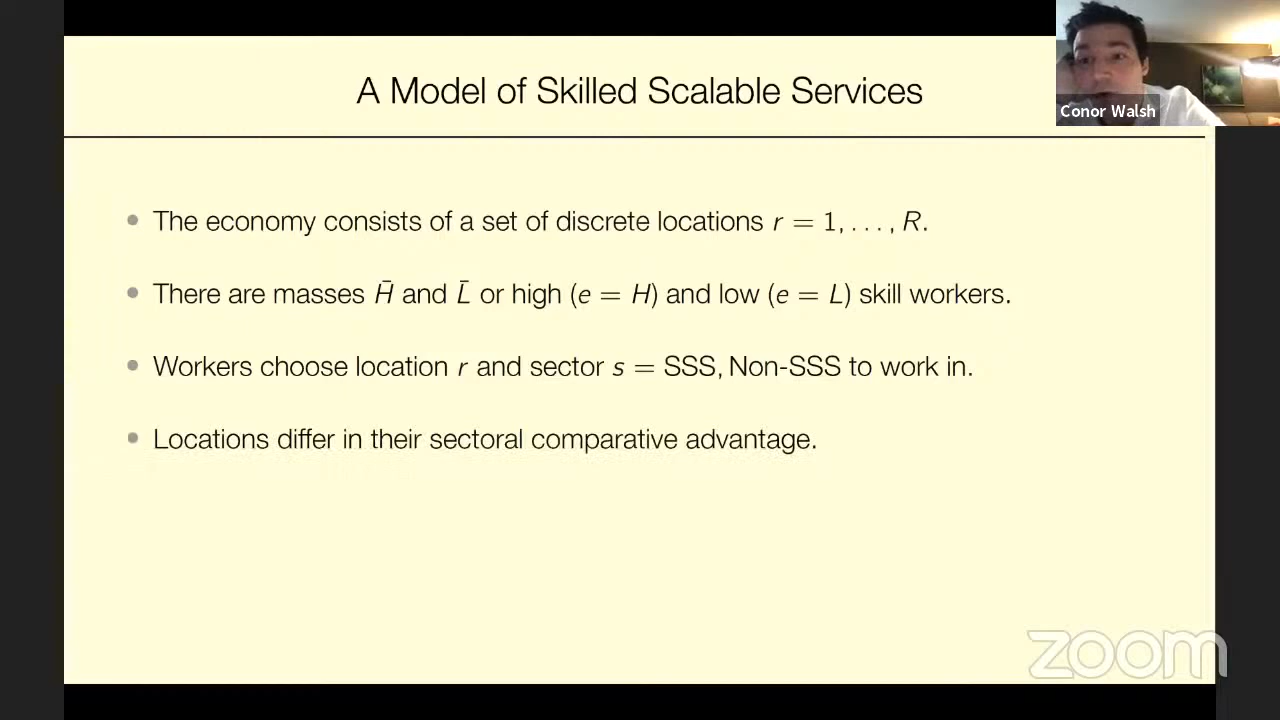 A Model of Skilled Scalable Services
Conor Walsh
• The economy consists of a set of discrete locations r = 1, . . . , R.
• There are masses H̄ and L̄ or high (e = H) and low (e = L) skill workers.
• Workers choose location r and sector s = SSS, Non-SSS to work in.
• Locations differ in their sectoral comparative advantage.
zoom